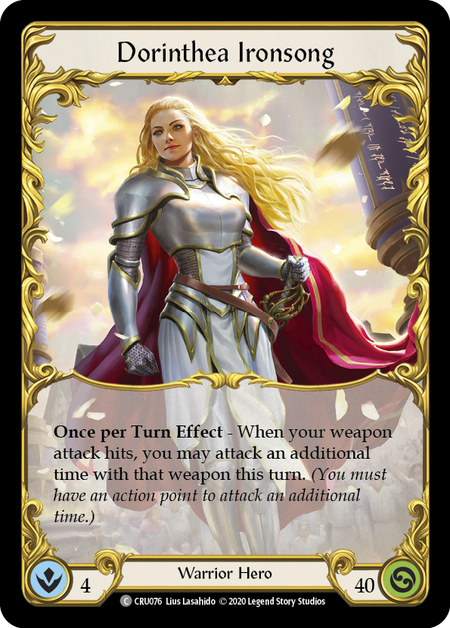 Dorinthea Ironsong
Once per Turn Effect - When your weapon
attack hits, you may attack an additional
time with that weapon this turn. (You must
have an action point to attack an additional
time.)
4
Warrior Hero
40
C CRU076 Lius Lasahido © 2020 Legend Story Studios